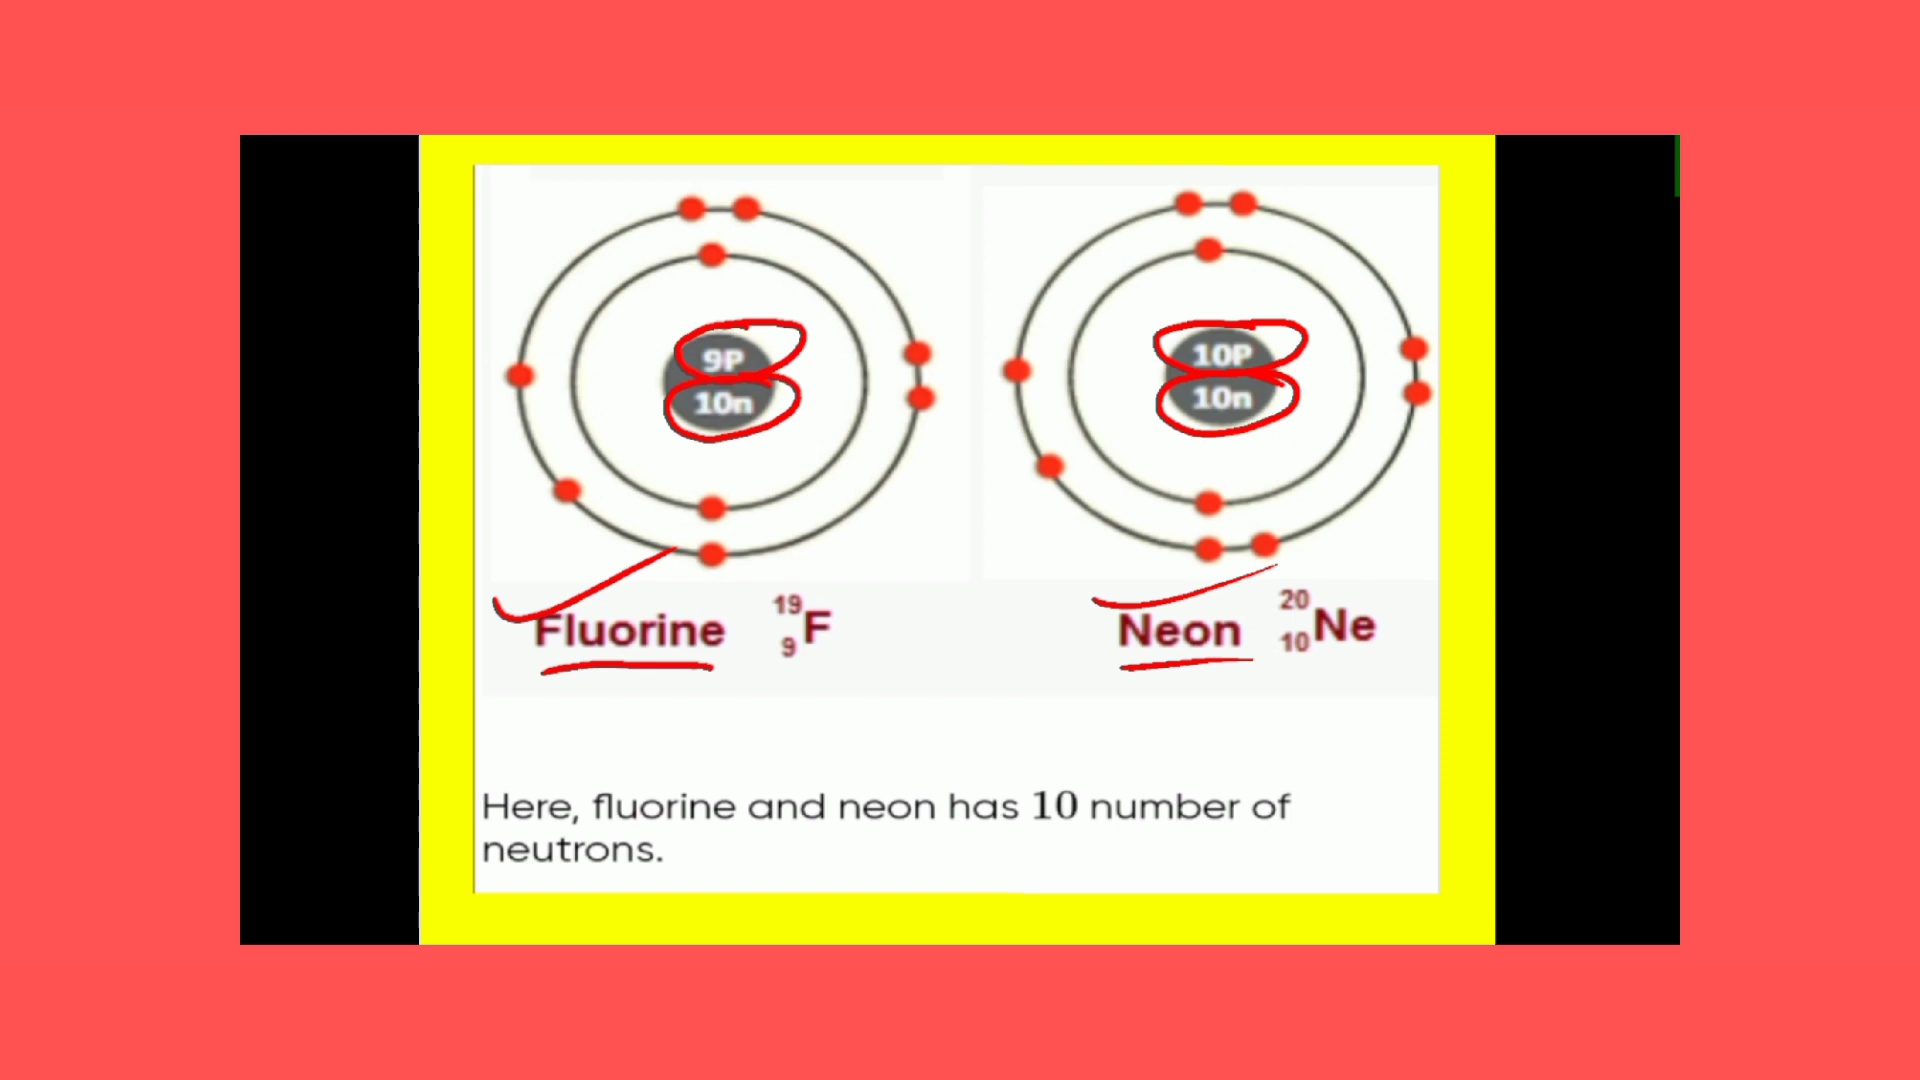 9P 10P
10n 10n
Fluorine 19 9 F Neon 20 10 Ne
Here, fluorine and neon has 10 number of
neutrons.